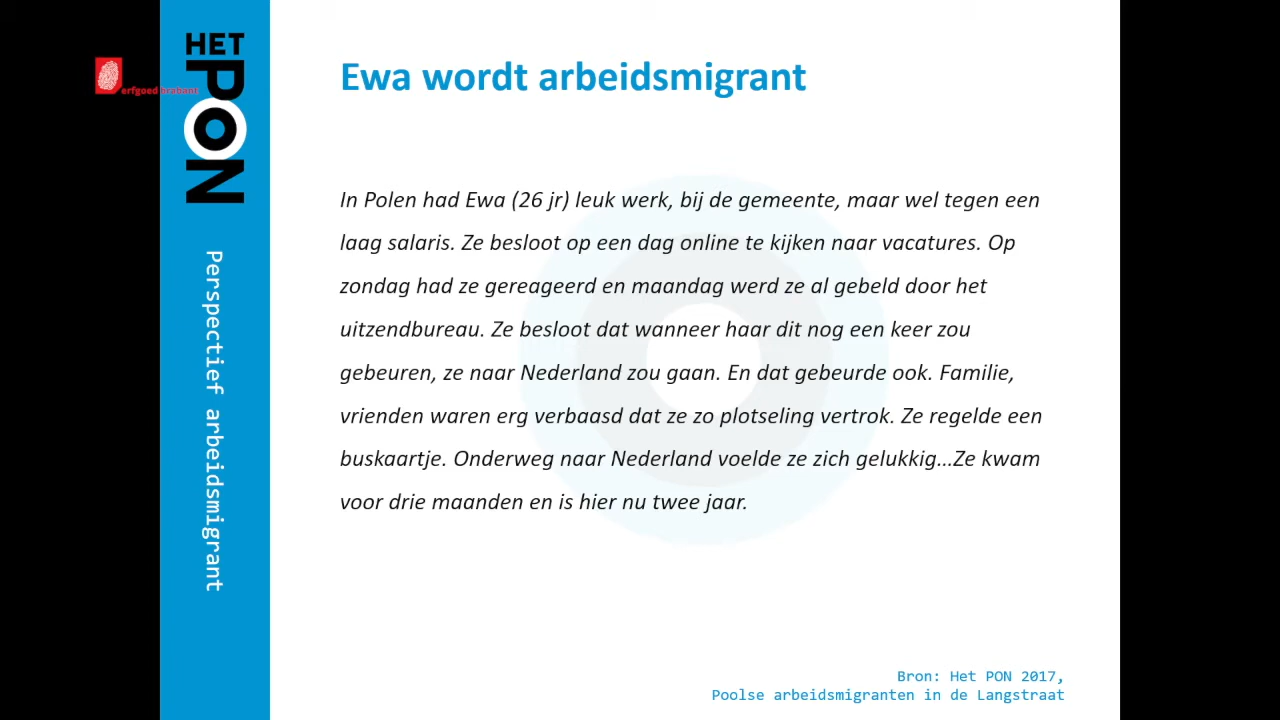 HET
PON
erfgoed brabant
Perspectief arbeidsmigrant
Ewa wordt arbeidsmigrant
In Polen had Ewa (26 jr) leuk werk, bij de gemeente, maar wel tegen een
laag salaris. Ze besloot op een dag online te kijken naar vacatures. Op
zondag had ze gereageerd en maandag werd ze al gebeld door het
uitzendbureau. Ze besloot dat wanneer haar dit nog een keer zou
gebeuren, ze naar Nederland zou gaan. En dat gebeurde ook. Familie,
vrienden waren erg verbaasd dat ze zo plotseling vertrok. Ze regelde een
buskaartje. Onderweg naar Nederland voelde ze zich gelukkig…Ze kwam
voor drie maanden en is hier nu twee jaar.
Bron: Het PON 2017,
Poolse arbeidsmigranten in de Langstraat